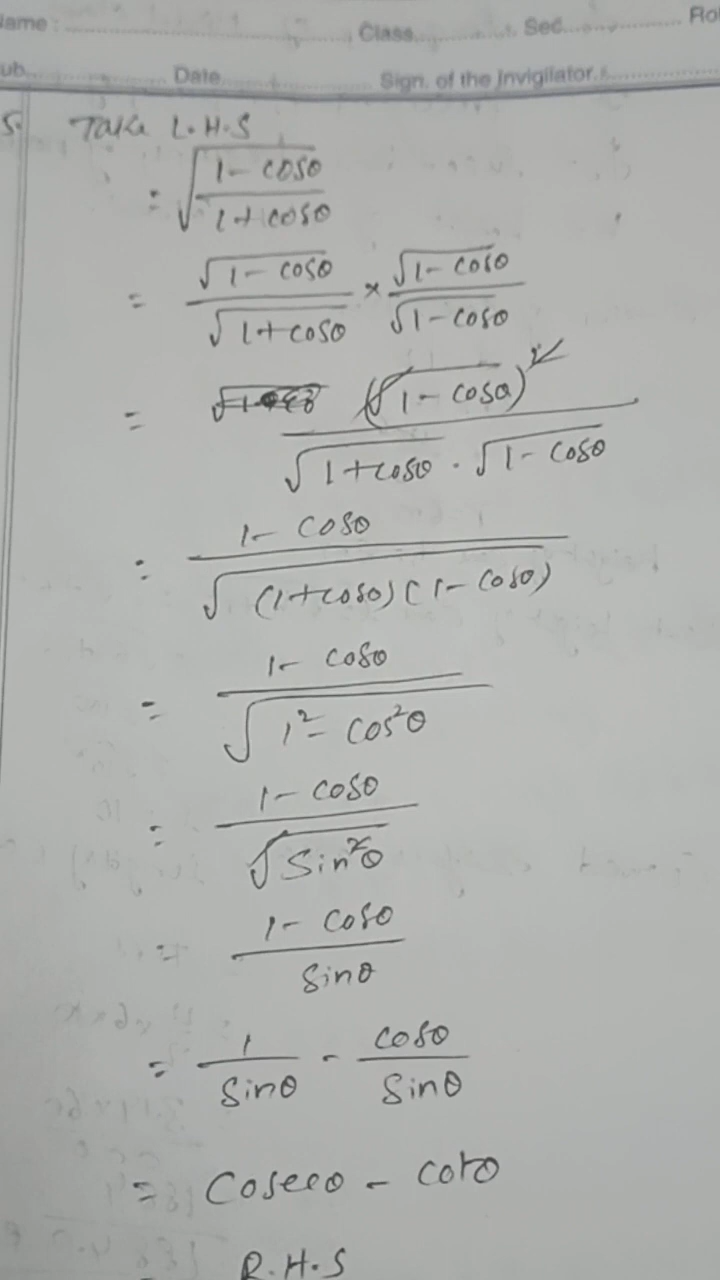 Name : Class Sec. Rol
Sub. Date Sign. of the Invigilator
5. Take L.H.S
= √((1 - cosθ)/(1 + cosθ))
= √(1 - cosθ)/√(1 + cosθ) × √(1 - cosθ)/√(1 - cosθ)
= (√(1 - cosθ))²/(√(1 + cosθ) . √(1 - cosθ))
= (1 - cosθ)/√((1 + cosθ)(1 - cosθ))
= (1 - cosθ)/√(1² - cos²θ)
= (1 - cosθ)/√(sin²θ)
= (1 - cosθ)/sinθ
= 1/sinθ - cosθ/sinθ
= cosecθ - cotθ
R.H.S